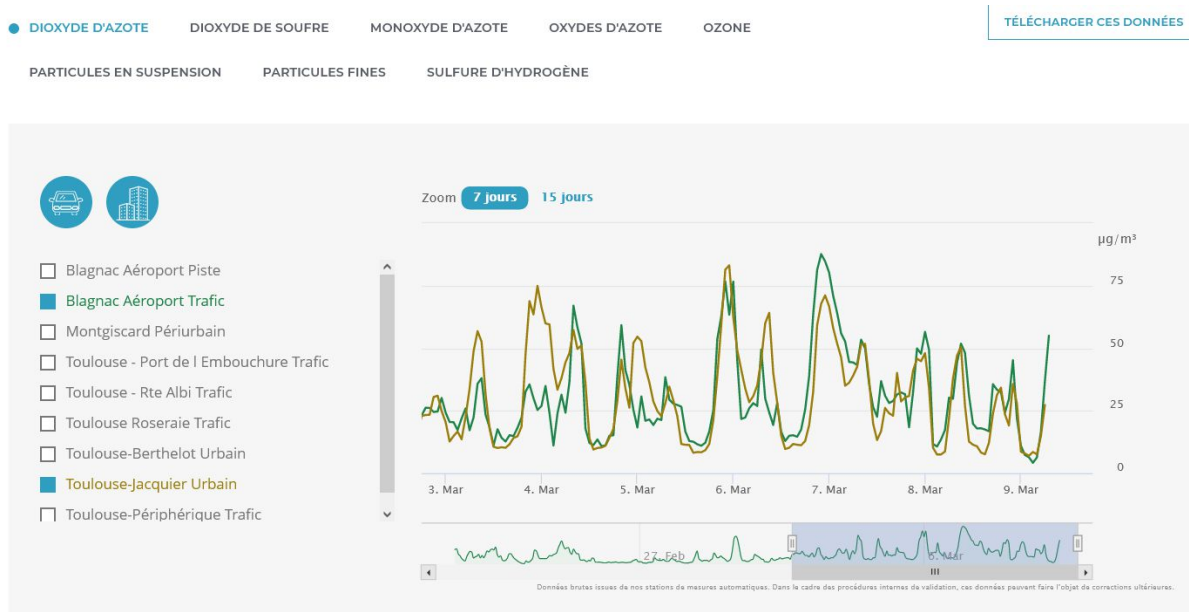 DIOXYDE D'AZOTE DIOXYDE DE SOUFRE MONOXYDE D'AZOTE OXYDES D'AZOTE OZONE
TÉLÉCHARGER CES DONNÉES
PARTICULES EN SUSPENSION PARTICULES FINES SULFURE D'HYDROGÈNE
Zoom 7 jours 15 jours
Blagnac Aéroport Piste
Blagnac Aéroport Trafic
Montgiscard Périurbain
Toulouse - Port de l Embouchure Trafic
Toulouse - Rte Albi Trafic
Toulouse Roseraie Trafic
Toulouse-Berthelot Urbain
Toulouse-Jacquier Urbain
Toulouse-Périphérique Trafic
µg/m³
75
50
25
0
3. Mar 4. Mar 5. Mar 6. Mar 7. Mar 8. Mar 9. Mar
27. Feb 6. Mar
Données brutes issues de nos stations de mesures automatiques. Dans le cadre des procédures internes de validation, ces données peuvent faire l'objet de corrections ultérieures.